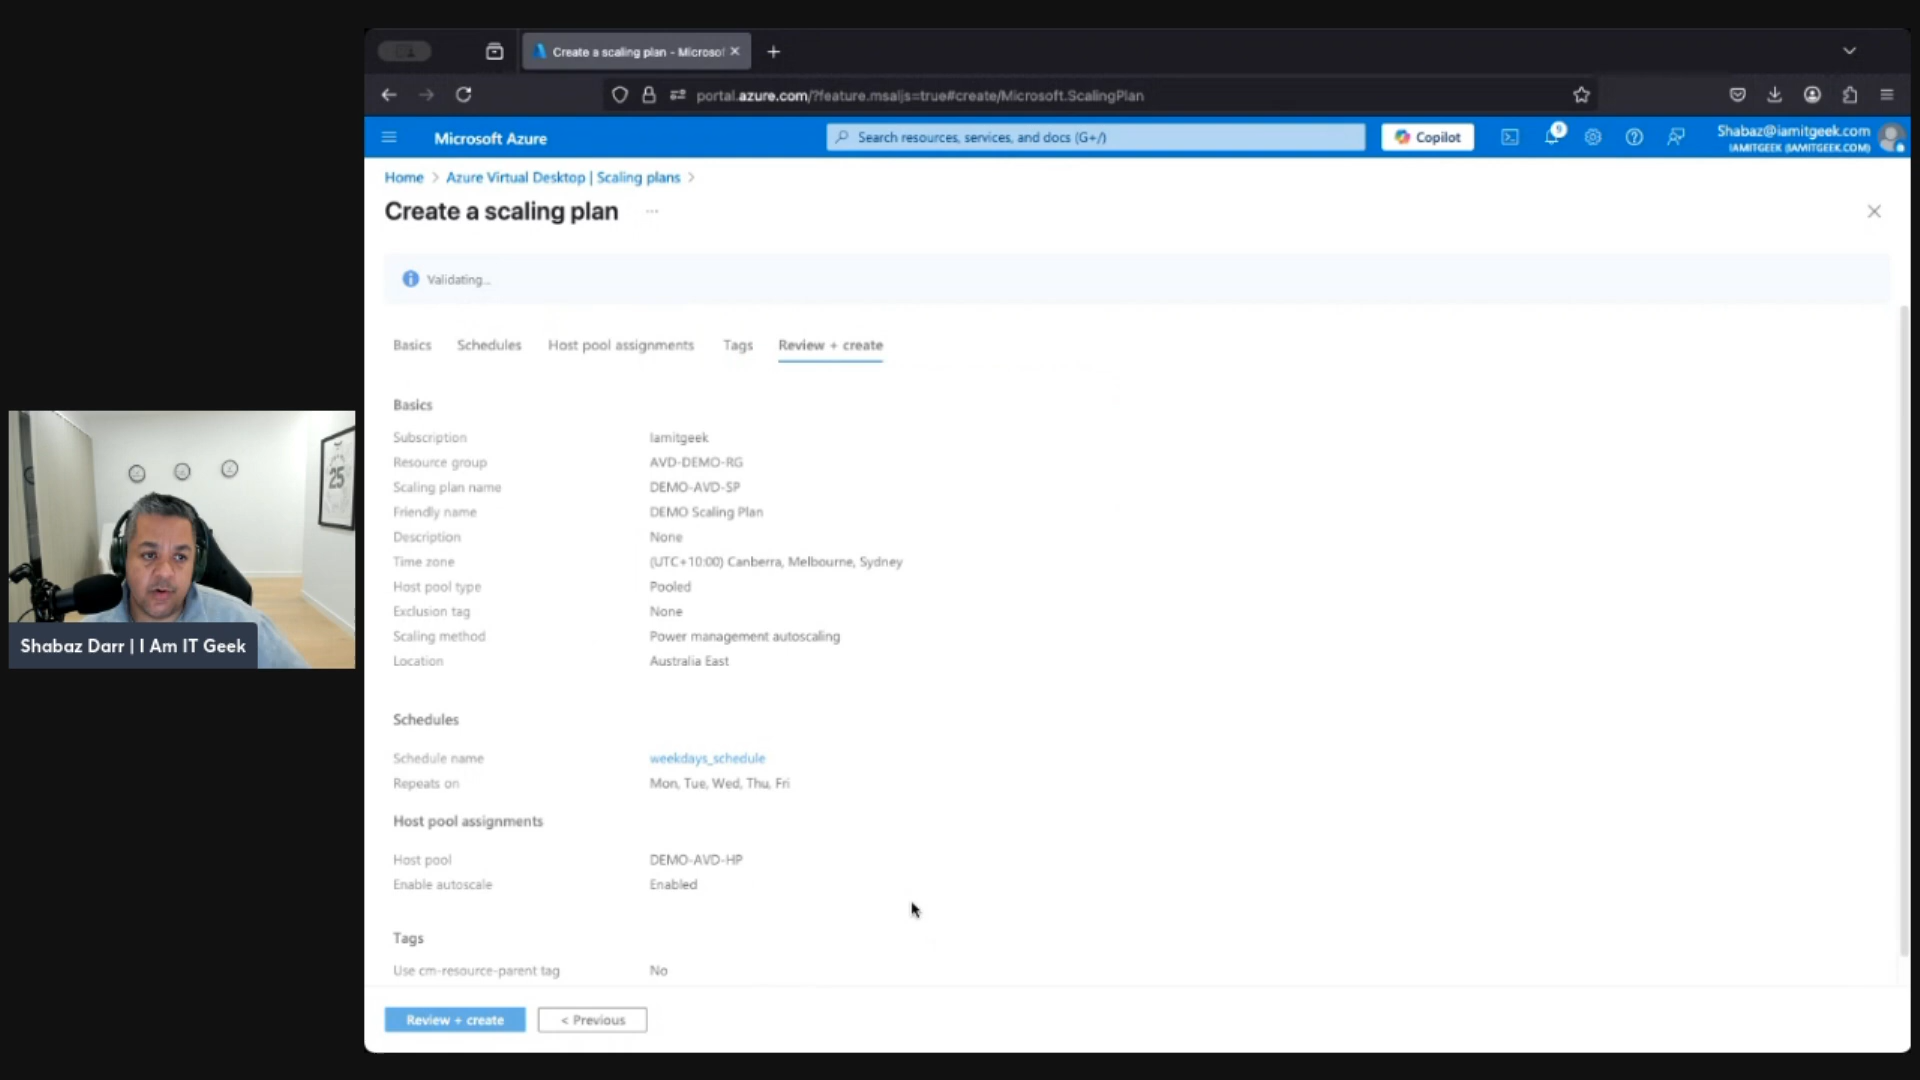 Create a scaling plan - Microsof
portal.azure.com/?feature.msaljs=true#create/Microsoft.ScalingPlan
Microsoft Azure
Search resources, services, and docs (G+/)
Copilot
9
Shabaz@iamitgeek.com
IAMITGEEK (IAMITGEEK.COM)
Home > Azure Virtual Desktop | Scaling plans >
Create a scaling plan ...
Validating...
Basics Schedules Host pool assignments Tags Review + create
Basics
Subscription Iamitgeek
Resource group AVD-DEMO-RG
Scaling plan name DEMO-AVD-SP
Friendly name DEMO Scaling Plan
Description None
Time zone (UTC+10:00) Canberra, Melbourne, Sydney
Host pool type Pooled
Exclusion tag None
Scaling method Power management autoscaling
Location Australia East
Schedules
Schedule name weekdays_schedule
Repeats on Mon, Tue, Wed, Thu, Fri
Host pool assignments
Host pool DEMO-AVD-HP
Enable autoscale Enabled
Tags
Use cm-resource-parent tag No
Review + create < Previous
25
Shabaz Darr | I Am IT Geek